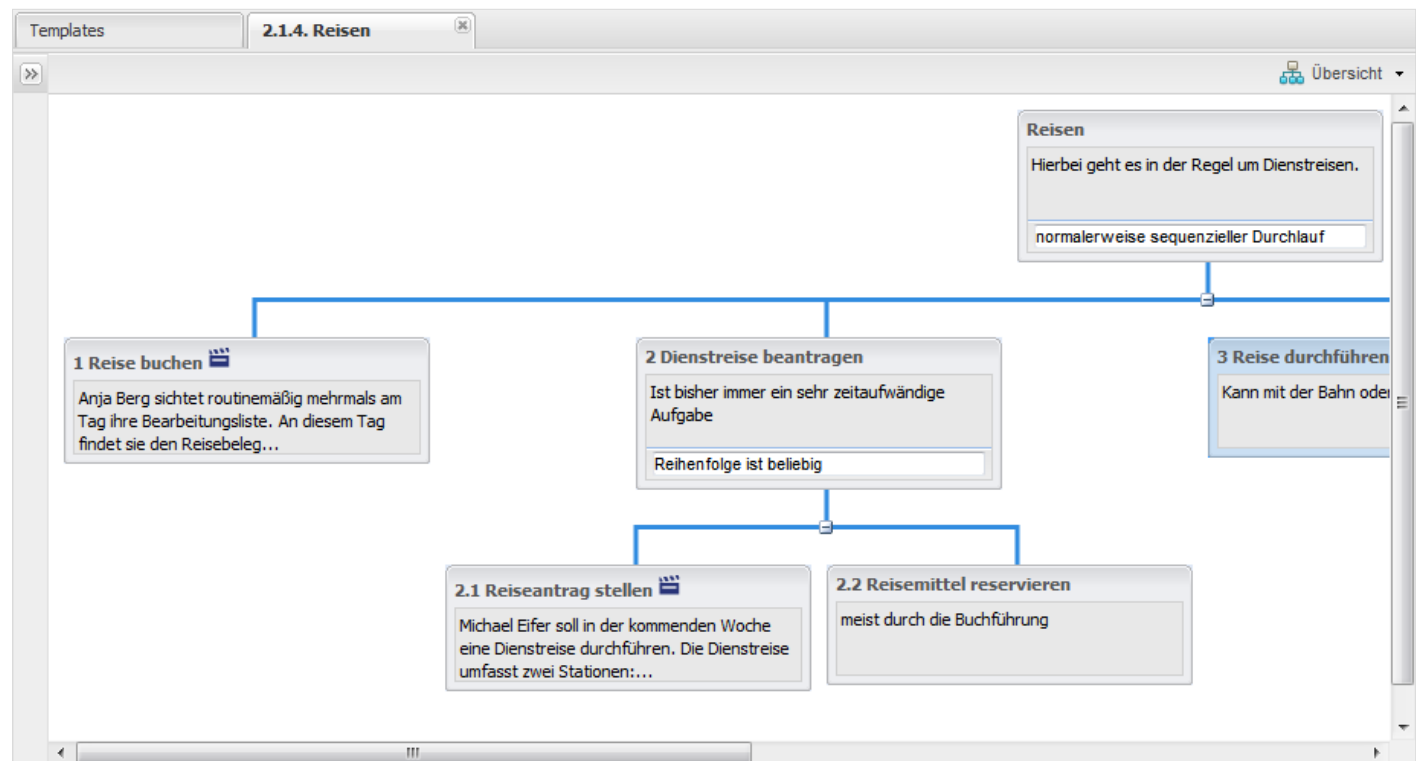 Templates
2.1.4. Reisen
Übersicht
Reisen
Hierbei geht es in der Regel um Dienstreisen.
normalerweise sequenzieller Durchlauf
1 Reise buchen
Anja Berg sichtet routinemäßig mehrmals am
Tag ihre Bearbeitungsliste. An diesem Tag
findet sie den Reisebeleg...
2 Dienstreise beantragen
Ist bisher immer ein sehr zeitaufwändige
Aufgabe
Reihenfolge ist beliebig
3 Reise durchführen
Kann mit der Bahn oder
2.1 Reiseantrag stellen
Michael Eifer soll in der kommenden Woche
eine Dienstreise durchführen. Die Dienstreise
umfasst zwei Stationen:...
2.2 Reisemittel reservieren
meist durch die Buchführung